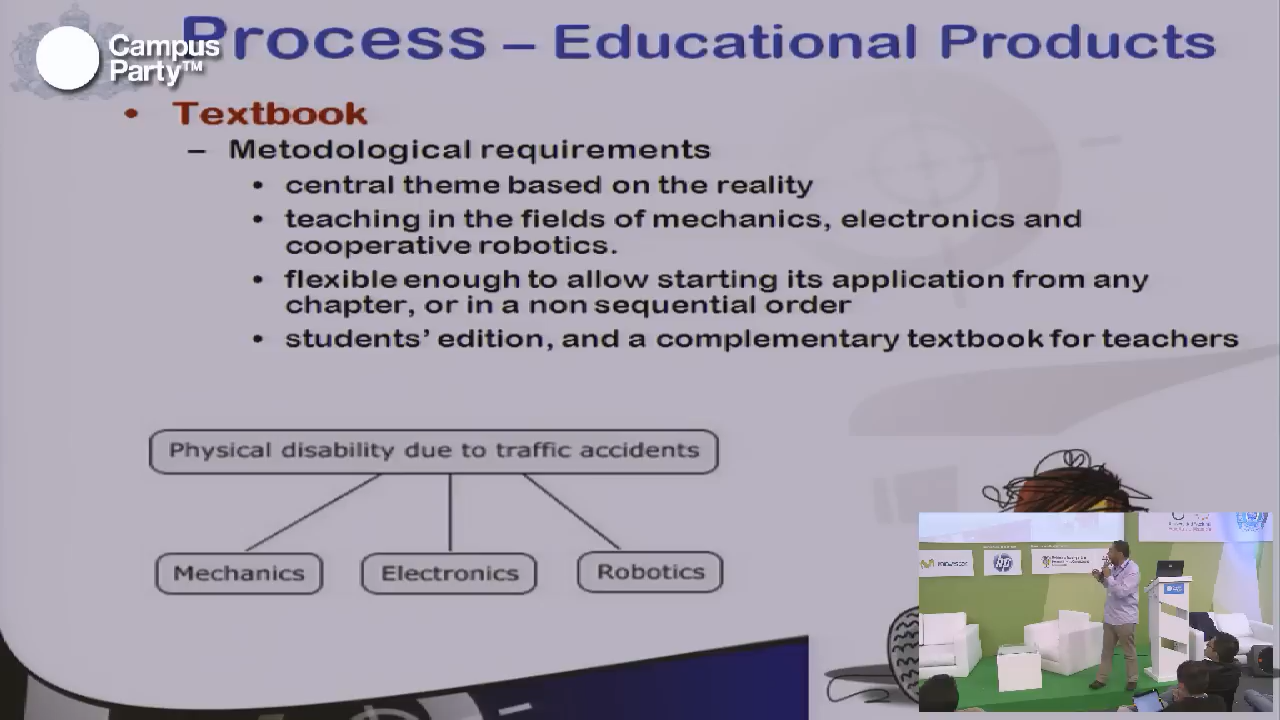 Process – Educational Products
Campus
Party™
• Textbook
– Metodological requirements
• central theme based on the reality
• teaching in the fields of mechanics, electronics and
cooperative robotics.
• flexible enough to allow starting its application from any
chapter, or in a non sequential order
• students’ edition, and a complementary textbook for teachers
Physical disability due to traffic accidents
Mechanics
Electronics
Robotics
movistar
hp